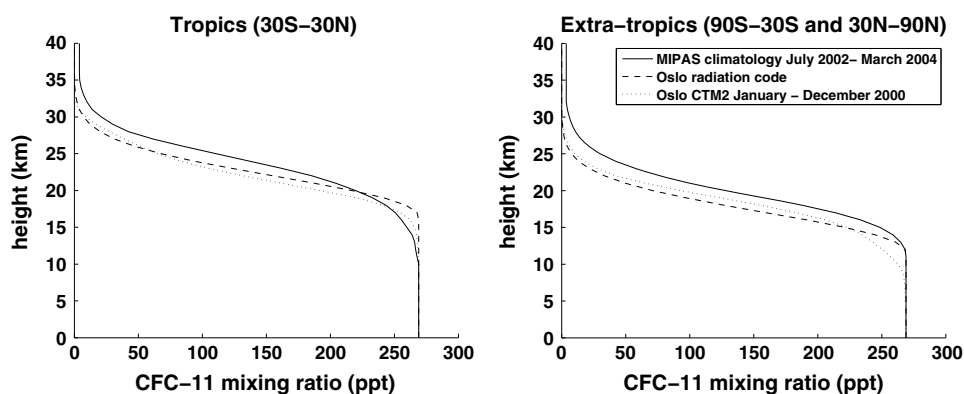 Tropics (30S−30N)
40
35
30
25
20
15
10
5
0
height (km)
0 50 100 150 200 250 300
CFC−11 mixing ratio (ppt)
Extra−tropics (90S−30S and 30N−90N)
MIPAS climatology July 2002− March 2004
Oslo radiation code
Oslo CTM2 January − December 2000
40
35
30
25
20
15
10
5
0
height (km)
0 50 100 150 200 250 300
CFC−11 mixing ratio (ppt)